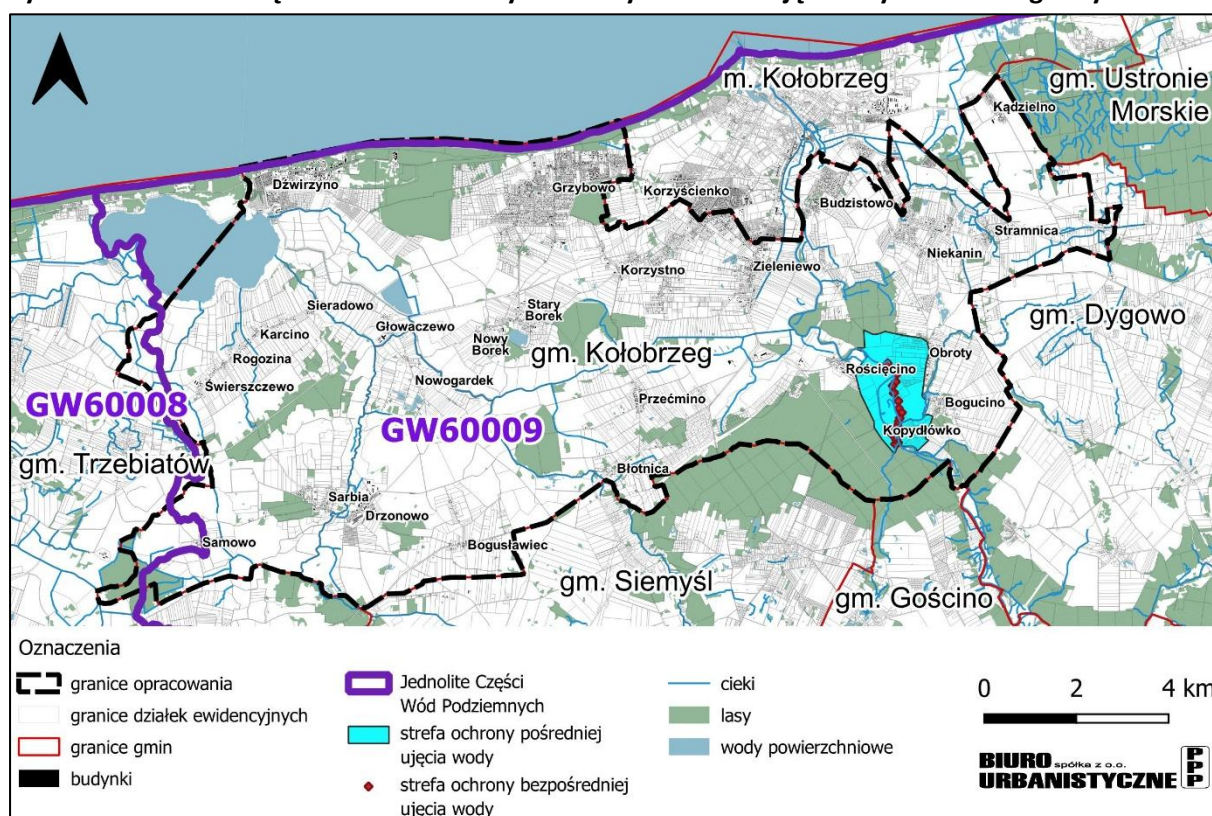 m. Kołobrzeg
gm. Ustronie
Morskie
Kądzielno
Dźwirzyno
Grzybowo
Korzyścienko
Budzistowo
Stramnica
Niekanin
Zieleniewo
Korzystno
Sieradowo
Stary
Borek
Karcino
Głowaczewo
Nowy
Borek
gm. Kołobrzeg
gm. Dygowo
Rogozina
Obroty
Rościęcino
Świerszczewo
Nowogardek
Przećmino
Bogucino
GW60008
GW60009
Kopydłówko
gm. Trzebiatów
Błotnica
Sarbia
Drzonowo
Samowo
Bogusławiec
gm. Siemyśl
gm. Gościno
Oznaczenia
granice opracowania
granice działek ewidencyjnych
granice gmin
budynki
Jednolite Części
Wód Podziemnych
strefa ochrony pośredniej
ujęcia wody
strefa ochrony bezpośredniej
ujęcia wody
cieki
lasy
wody powierzchniowe
0 2 4 km
BIURO spółka z o.o.
URBANISTYCZNE
PPP